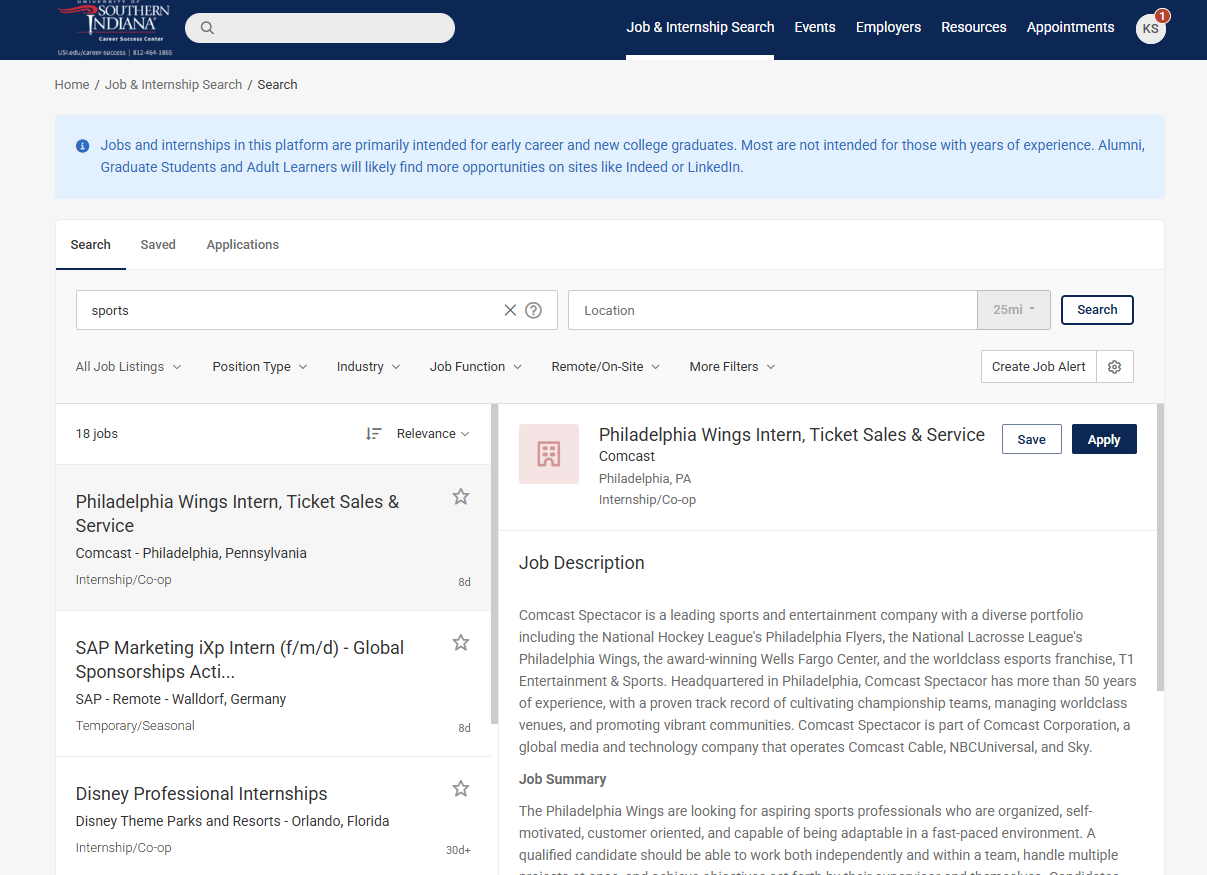 UNIVERSITY OF
SOUTHERN
INDIANA
Career Success Center
USI.edu/career-success | 812-464-1865
Job & Internship Search
Events
Employers
Resources
Appointments
KS
1
Home / Job & Internship Search / Search
Jobs and internships in this platform are primarily intended for early career and new college graduates. Most are not intended for those with years of experience. Alumni,
Graduate Students and Adult Learners will likely find more opportunities on sites like Indeed or LinkedIn.
Search
Saved
Applications
sports
Location
25mi
Search
All Job Listings
Position Type
Industry
Job Function
Remote/On-Site
More Filters
Create Job Alert
18 jobs
Relevance
Philadelphia Wings Intern, Ticket Sales &
Service
Comcast - Philadelphia, Pennsylvania
Internship/Co-op
8d
SAP Marketing iXp Intern (f/m/d) - Global
Sponsorships Acti...
SAP - Remote - Walldorf, Germany
Temporary/Seasonal
8d
Disney Professional Internships
Disney Theme Parks and Resorts - Orlando, Florida
Internship/Co-op
30d+
Philadelphia Wings Intern, Ticket Sales & Service
Comcast
Philadelphia, PA
Internship/Co-op
Save
Apply
Job Description
Comcast Spectacor is a leading sports and entertainment company with a diverse portfolio
including the National Hockey League's Philadelphia Flyers, the National Lacrosse League's
Philadelphia Wings, the award-winning Wells Fargo Center, and the worldclass esports franchise, T1
Entertainment & Sports. Headquartered in Philadelphia, Comcast Spectacor has more than 50 years
of experience, with a proven track record of cultivating championship teams, managing worldclass
venues, and promoting vibrant communities. Comcast Spectacor is part of Comcast Corporation, a
global media and technology company that operates Comcast Cable, NBCUniversal, and Sky.
Job Summary
The Philadelphia Wings are looking for aspiring sports professionals who are organized, self-
motivated, customer oriented, and capable of being adaptable in a fast-paced environment. A
qualified candidate should be able to work both independently and within a team, handle multiple